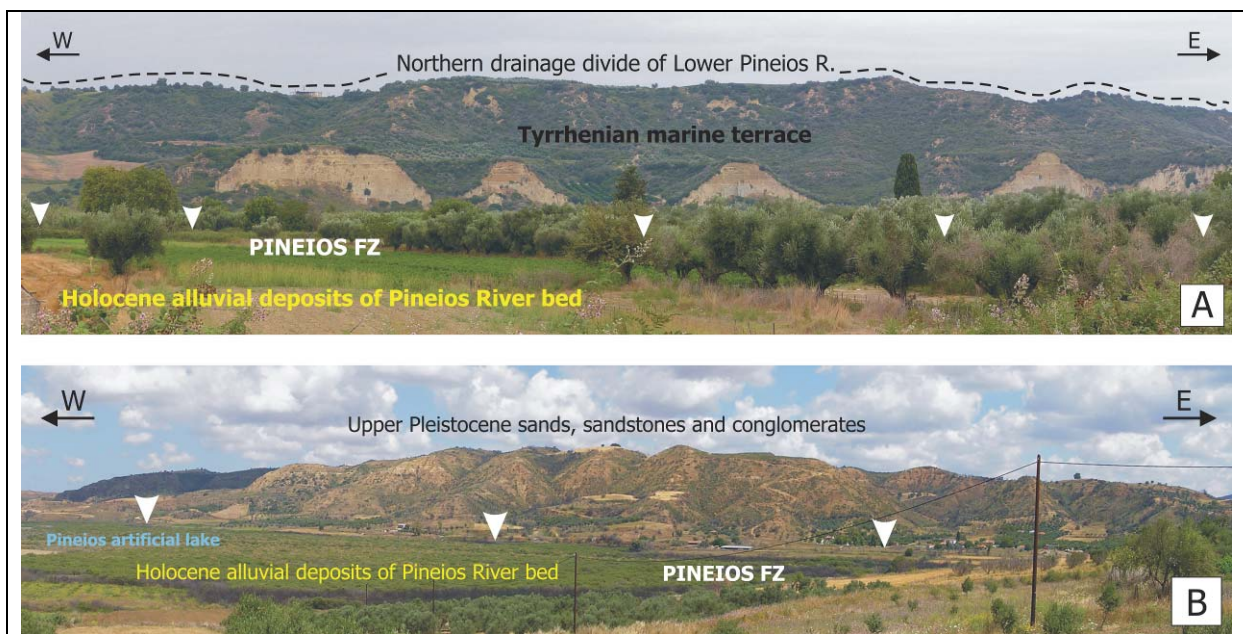 W
E
Northern drainage divide of Lower Pineios R.
Tyrrhenian marine terrace
PINEIOS FZ
Holocene alluvial deposits of Pineios River bed
A
W
E
Upper Pleistocene sands, sandstones and conglomerates
Pineios artificial lake
Holocene alluvial deposits of Pineios River bed
PINEIOS FZ
B